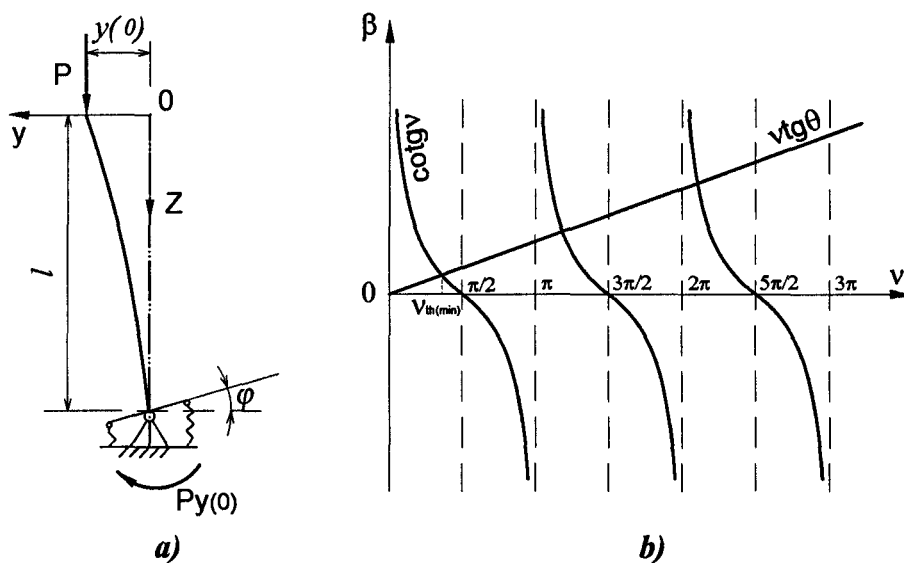 y(0)
P
0
y
Z
l
φ
Py(0)
a)
β
cotgν
νtgθ
0
ν_th(min)
π/2
π
3π/2
2π
5π/2
3π
ν
b)